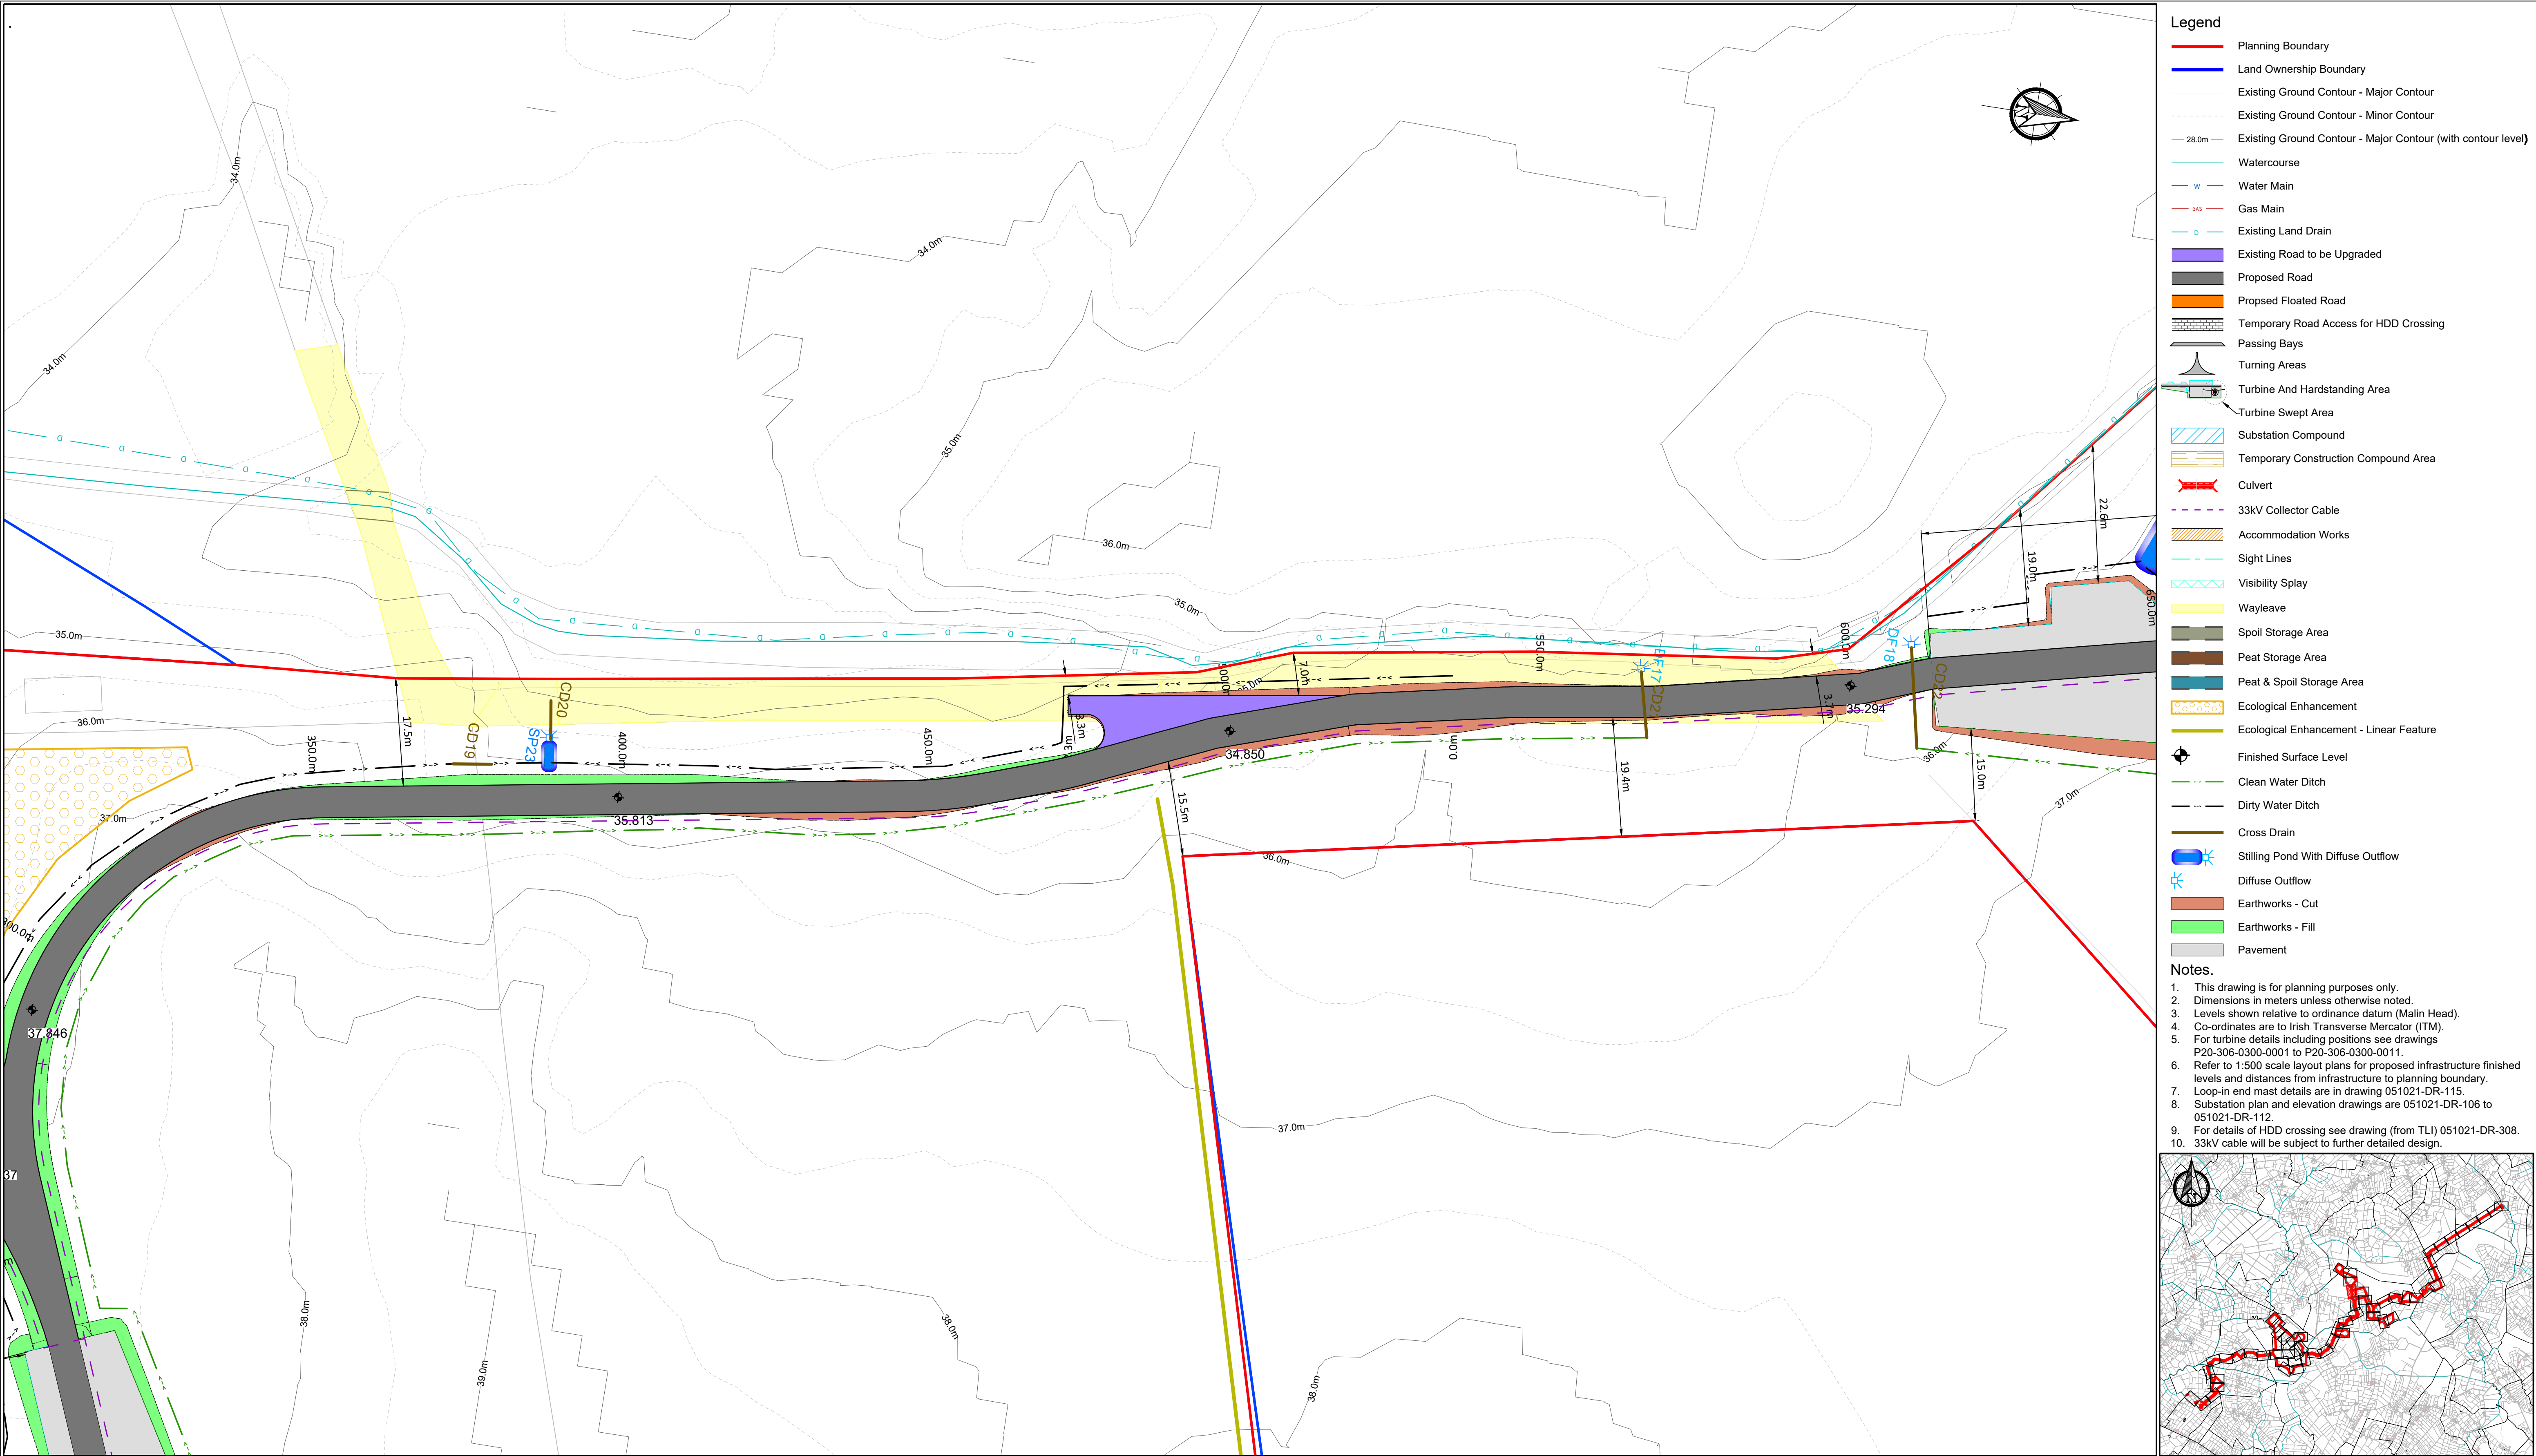 34.0m
34.0m
34.0m
35.0m
36.0m
35.0m
35.0m
36.0m
37.0m
36.0m
36.0m
37.0m
37.0m
38.0m
39.0m
38.0m
38.0m
17.5m
7.0m
15.5m
19.4m
3.7m
3.3m
19.0m
22.6m
15.0m
350.0m
400.0m
450.0m
550.0m
600.0m
650.0m
CD19
CD20
SP23
DF17
DF18
CD22
37.846
35.813
34.850
35.294
37
Legend
Planning Boundary
Land Ownership Boundary
Existing Ground Contour - Major Contour
Existing Ground Contour - Minor Contour
28.0m Existing Ground Contour - Major Contour (with contour level)
Watercourse
W Water Main
GAS Gas Main
D Existing Land Drain
Existing Road to be Upgraded
Proposed Road
Propsed Floated Road
Temporary Road Access for HDD Crossing
Passing Bays
Turning Areas
Turbine And Hardstanding Area
Turbine Swept Area
Substation Compound
Temporary Construction Compound Area
Culvert
33kV Collector Cable
Accommodation Works
Sight Lines
Visibility Splay
Wayleave
Spoil Storage Area
Peat Storage Area
Peat & Spoil Storage Area
Ecological Enhancement
Ecological Enhancement - Linear Feature
Finished Surface Level
Clean Water Ditch
Dirty Water Ditch
Cross Drain
Stilling Pond With Diffuse Outflow
Diffuse Outflow
Earthworks - Cut
Earthworks - Fill
Pavement
Notes.
1. This drawing is for planning purposes only.
2. Dimensions in meters unless otherwise noted.
3. Levels shown relative to ordinance datum (Malin Head).
4. Co-ordinates are to Irish Transverse Mercator (ITM).
5. For turbine details including positions see drawings
P20-306-0300-0001 to P20-306-0300-0011.
6. Refer to 1:500 scale layout plans for proposed infrastructure finished
levels and distances from infrastructure to planning boundary.
7. Loop-in end mast details are in drawing 051021-DR-115.
8. Substation plan and elevation drawings are 051021-DR-106 to
051021-DR-112.
9. For details of HDD crossing see drawing (from TLI) 051021-DR-308.
10. 33kV cable will be subject to further detailed design.